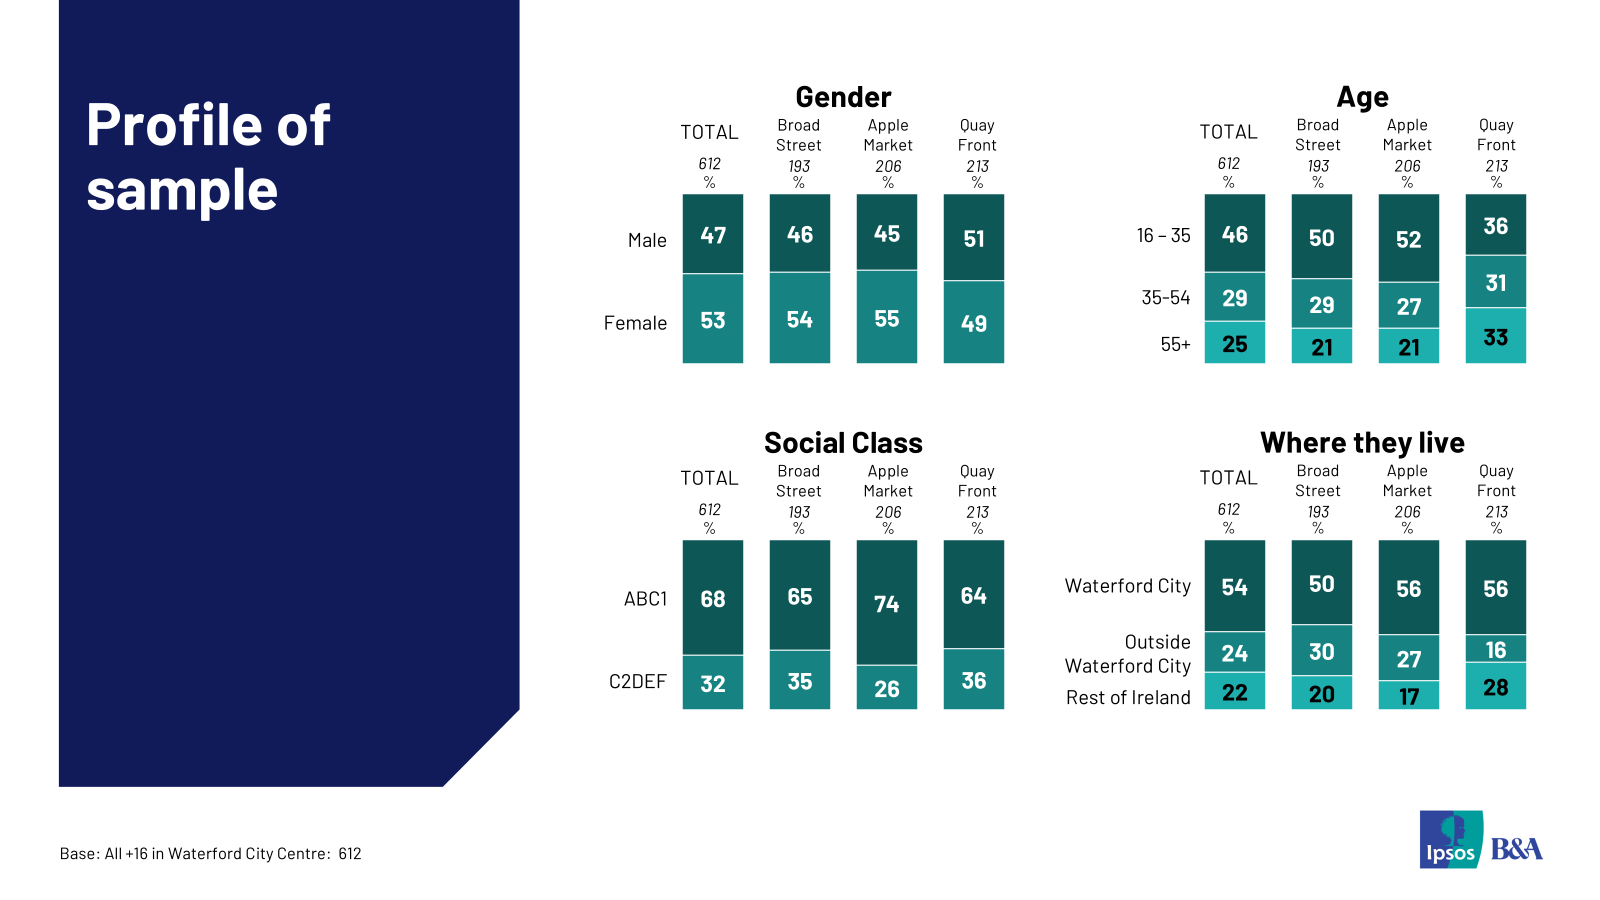 Profile of
sample
Gender
TOTAL Broad Street Apple Market Quay Front
612 193 206 213
% % % %
Male 47 46 45 51
Female 53 54 55 49
Age
TOTAL Broad Street Apple Market Quay Front
612 193 206 213
% % % %
16 – 35 46 50 52 36
35-54 29 29 27 31
55+ 25 21 21 33
Social Class
TOTAL Broad Street Apple Market Quay Front
612 193 206 213
% % % %
ABC1 68 65 74 64
C2DEF 32 35 26 36
Where they live
TOTAL Broad Street Apple Market Quay Front
612 193 206 213
% % % %
Waterford City 54 50 56 56
Outside
Waterford City 24 30 27 16
Rest of Ireland 22 20 17 28
Base: All +16 in Waterford City Centre: 612
Ipsos B&A